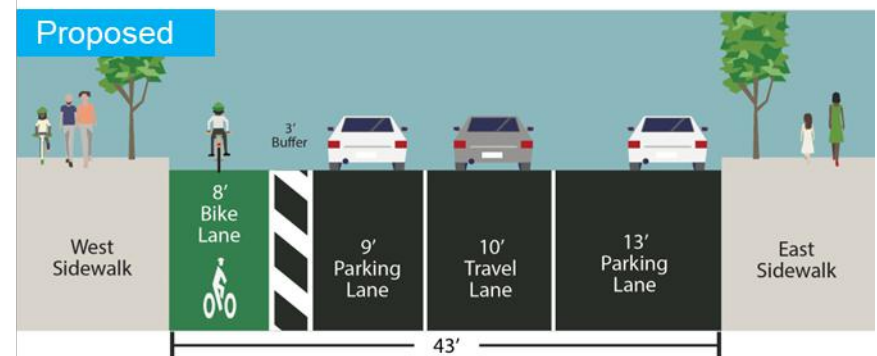 Proposed
3'
Buffer
8'
Bike
Lane
9'
Parking
Lane
10'
Travel
Lane
13'
Parking
Lane
West
Sidewalk
East
Sidewalk
43'